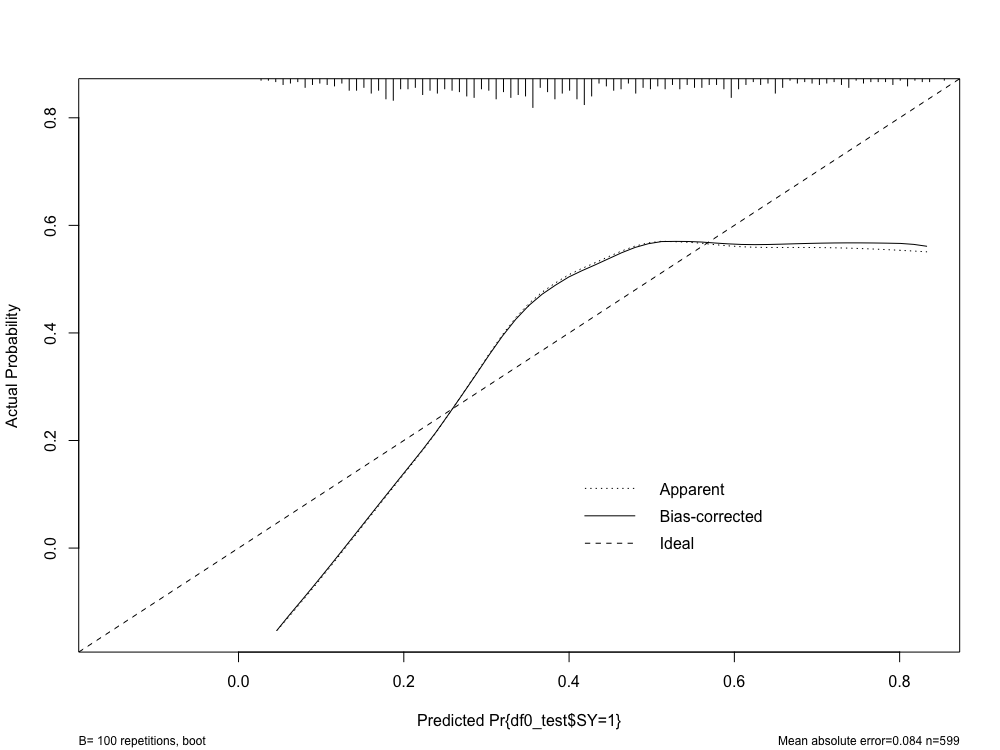 Actual Probability
0.8
0.6
0.4
0.2
0.0
Apparent
Bias-corrected
Ideal
0.0 0.2 0.4 0.6 0.8
Predicted Pr{df0_test$SY=1}
B= 100 repetitions, boot
Mean absolute error=0.084 n=599